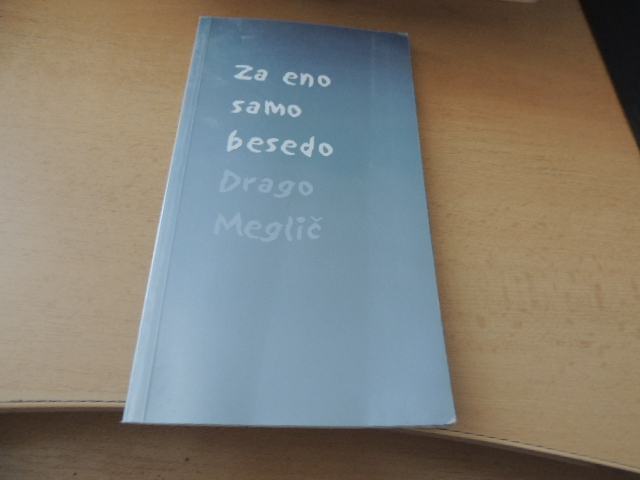 Za eno
samo
besedo
Drago
Meglič